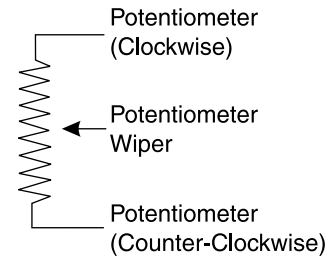 Potentiometer
(Clockwise)
Potentiometer
Wiper
Potentiometer
(Counter-Clockwise)